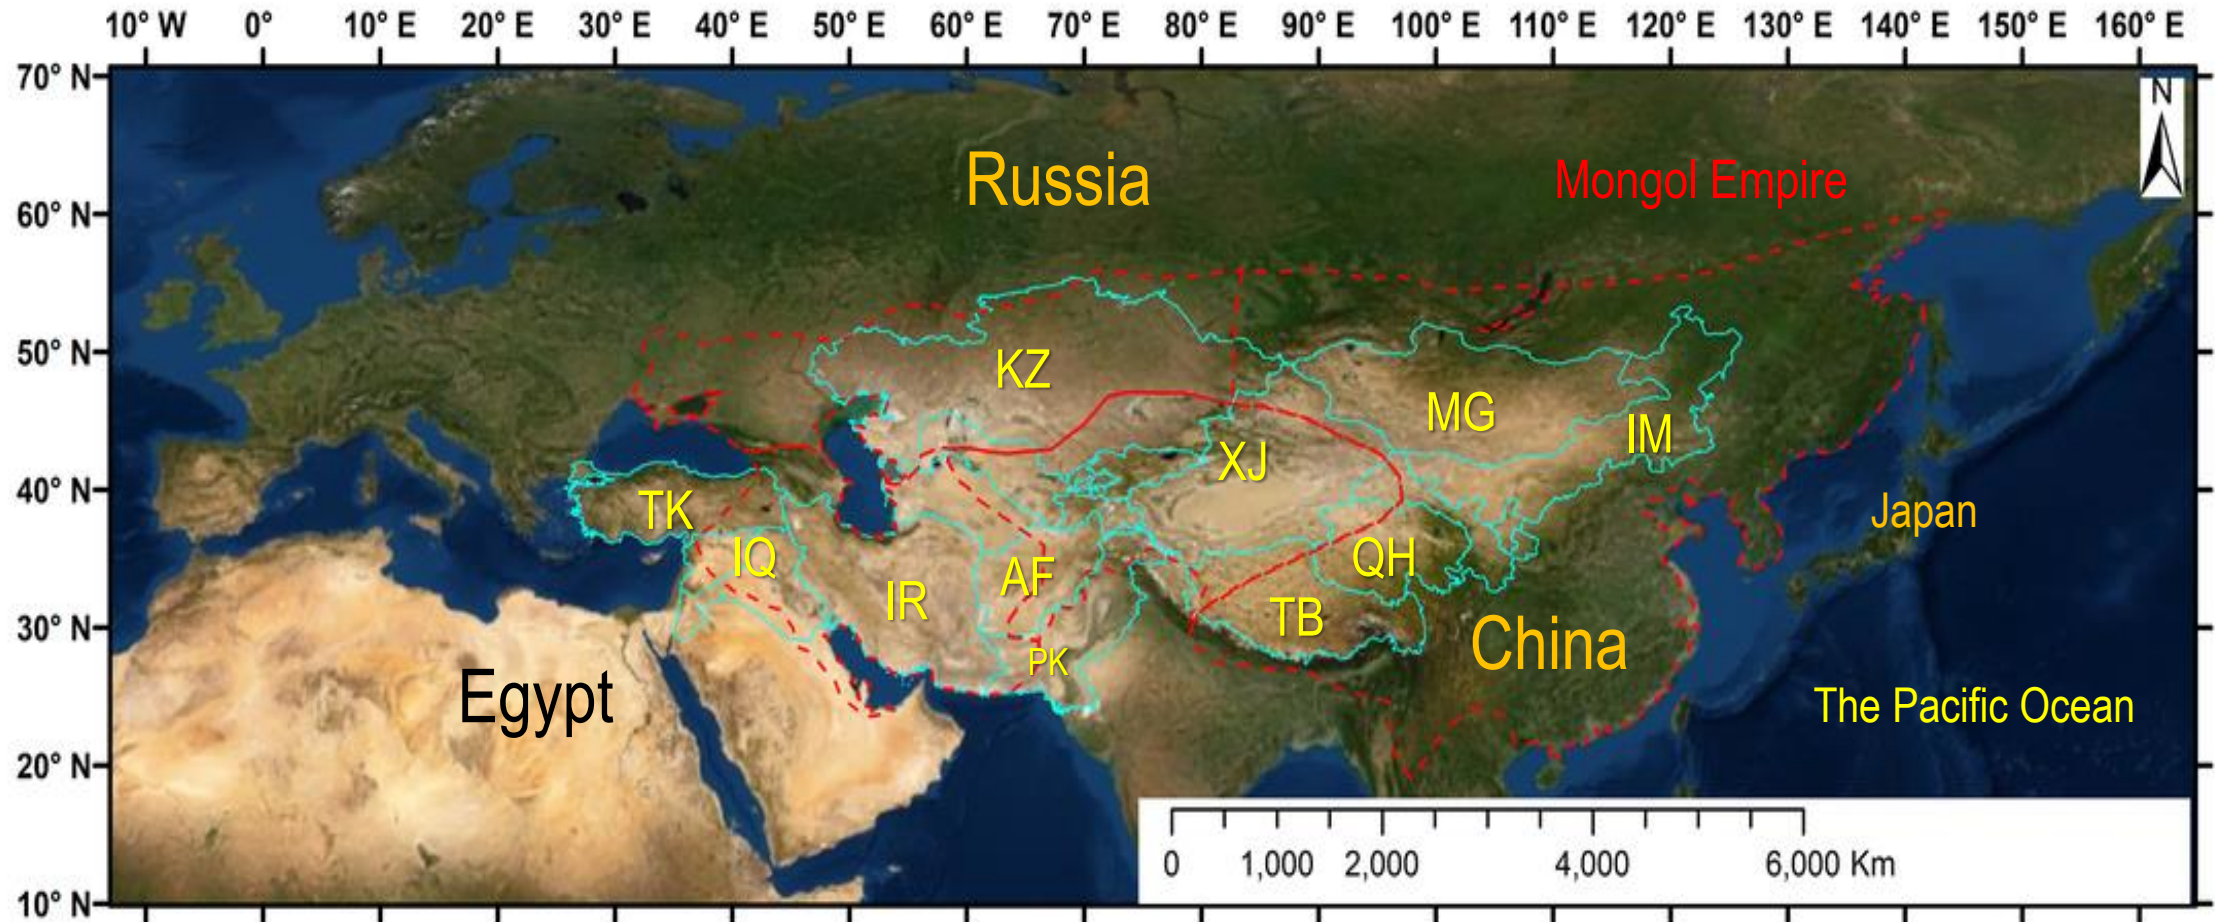 10° W 0° 10° E 20° E 30° E 40° E 50° E 60° E 70° E 80° E 90° E 100° E 110° E 120° E 130° E 140° E 150° E 160° E
70° N
N
Russia
Mongol Empire
60° N
50° N
KZ
MG
IM
XJ
40° N
TK
Japan
IQ
QH
AF
IR
TB
30° N
China
PK
Egypt
The Pacific Ocean
20° N
0 1,000 2,000 4,000 6,000 Km
10° N